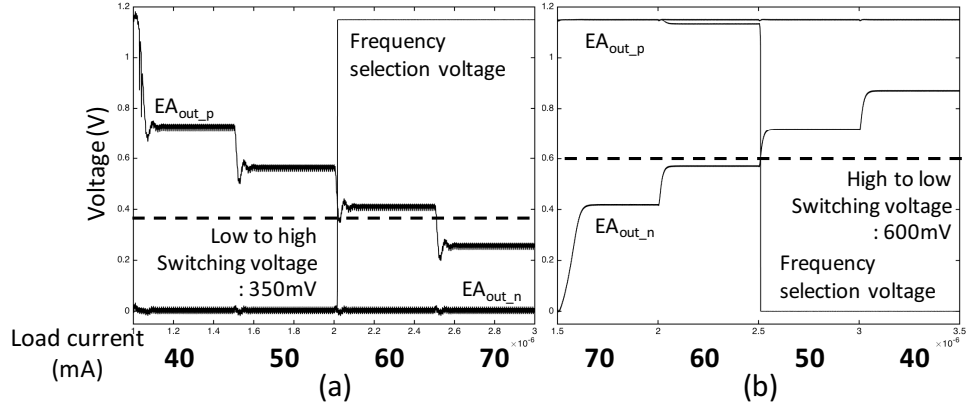 1.2
1
0.8
0.6
0.4
0.2
0
Voltage (V)
EAout_p
Frequency
selection voltage
Low to high
Switching voltage
: 350mV
EAout_n
1
1.2
1.4
1.6
1.8
2
2.2
2.4
2.6
2.8
3
×10⁻⁶
Load current
(mA)
40
50
60
70
(a)
1.2
1
0.8
0.6
0.4
0.2
0
EAout_p
High to low
Switching voltage
: 600mV
EAout_n
Frequency
selection voltage
1.5
2
2.5
3
3.5
×10⁻⁶
70
60
50
40
(b)